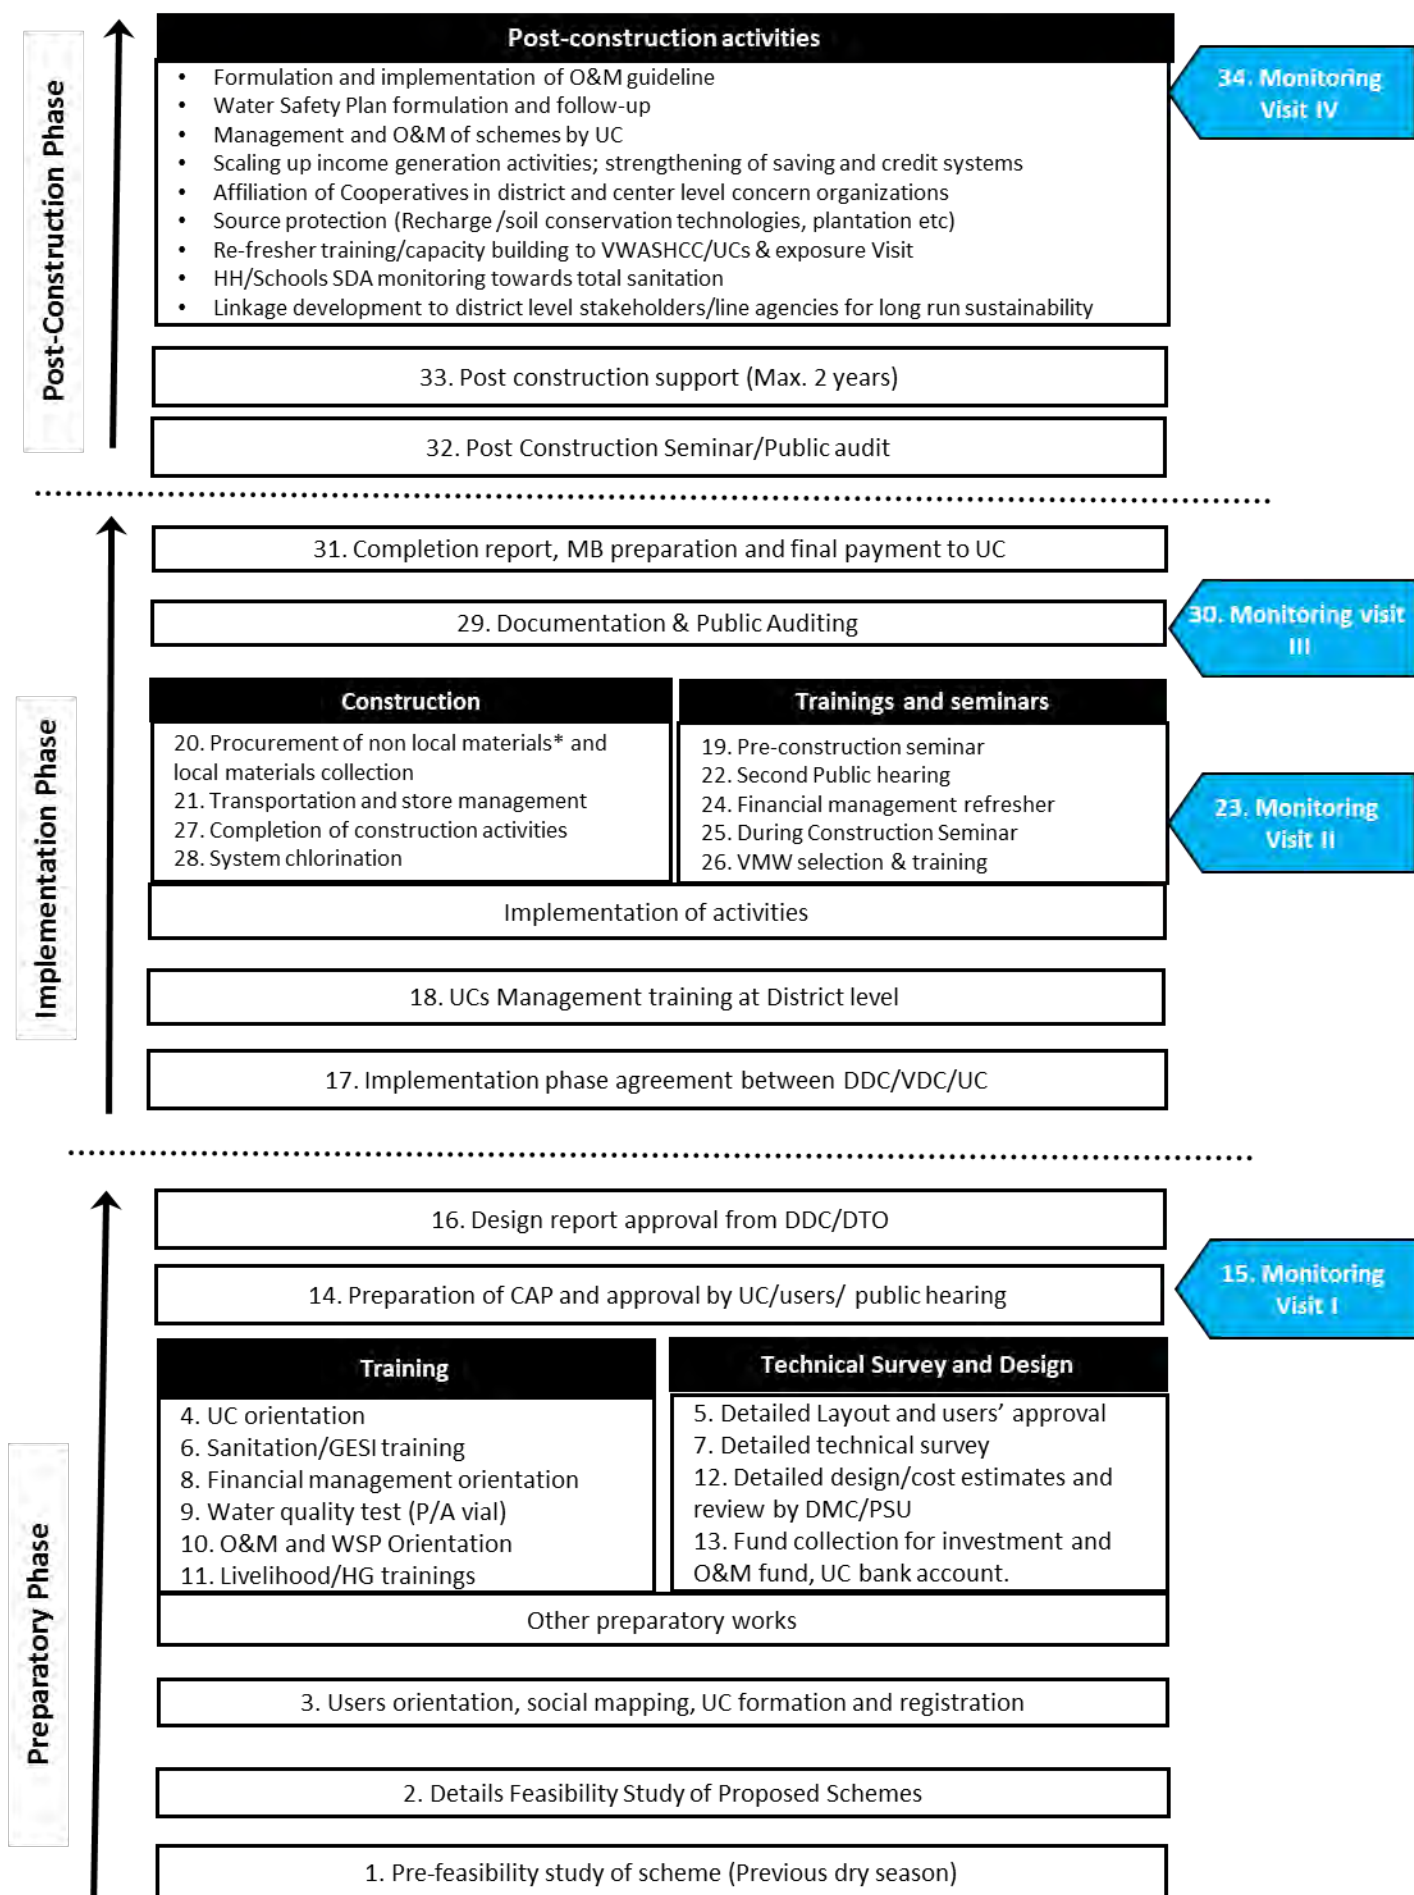 Post-Construction Phase
Post-construction activities
• Formulation and implementation of O&M guideline
• Water Safety Plan formulation and follow-up
• Management and O&M of schemes by UC
• Scaling up income generation activities; strengthening of saving and credit systems
• Affiliation of Cooperatives in district and center level concern organizations
• Source protection (Recharge /soil conservation technologies, plantation etc)
• Re-fresher training/capacity building to VWASHCC/UCs & exposure Visit
• HH/Schools SDA monitoring towards total sanitation
• Linkage development to district level stakeholders/line agencies for long run sustainability
34. Monitoring
Visit IV
33. Post construction support (Max. 2 years)
32. Post Construction Seminar/Public audit
Implementation Phase
31. Completion report, MB preparation and final payment to UC
29. Documentation & Public Auditing
30. Monitoring visit
III
Construction
20. Procurement of non local materials* and
local materials collection
21. Transportation and store management
27. Completion of construction activities
28. System chlorination
Trainings and seminars
19. Pre-construction seminar
22. Second Public hearing
24. Financial management refresher
25. During Construction Seminar
26. VMW selection & training
23. Monitoring
Visit II
Implementation of activities
18. UCs Management training at District level
17. Implementation phase agreement between DDC/VDC/UC
Preparatory Phase
16. Design report approval from DDC/DTO
14. Preparation of CAP and approval by UC/users/ public hearing
15. Monitoring
Visit I
Training
4. UC orientation
6. Sanitation/GESI training
8. Financial management orientation
9. Water quality test (P/A vial)
10. O&M and WSP Orientation
11. Livelihood/HG trainings
Technical Survey and Design
5. Detailed Layout and users’ approval
7. Detailed technical survey
12. Detailed design/cost estimates and
review by DMC/PSU
13. Fund collection for investment and
O&M fund, UC bank account.
Other preparatory works
3. Users orientation, social mapping, UC formation and registration
2. Details Feasibility Study of Proposed Schemes
1. Pre-feasibility study of scheme (Previous dry season)